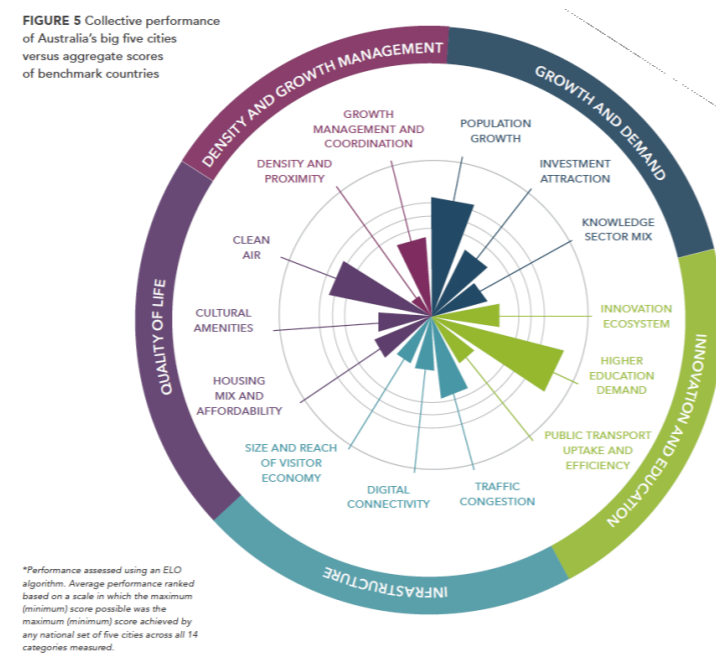 FIGURE 5 Collective performance
of Australia's big five cities
versus aggregate scores
of benchmark countries
DENSITY AND GROWTH MANAGEMENT
GROWTH AND DEMAND
INNOVATION AND EDUCATION
INFRASTRUCTURE
QUALITY OF LIFE
GROWTH
MANAGEMENT AND
COORDINATION
POPULATION
GROWTH
INVESTMENT
ATTRACTION
KNOWLEDGE
SECTOR MIX
INNOVATION
ECOSYSTEM
HIGHER
EDUCATION
DEMAND
PUBLIC TRANSPORT
UPTAKE AND
EFFICIENCY
TRAFFIC
CONGESTION
DIGITAL
CONNECTIVITY
SIZE AND REACH
OF VISITOR
ECONOMY
HOUSING
MIX AND
AFFORDABILITY
CULTURAL
AMENITIES
CLEAN
AIR
DENSITY AND
PROXIMITY
*Performance assessed using an ELO
algorithm. Average performance ranked
based on a scale in which the maximum
(minimum) score possible was the
maximum (minimum) score achieved by
any national set of five cities across all 14
categories measured.